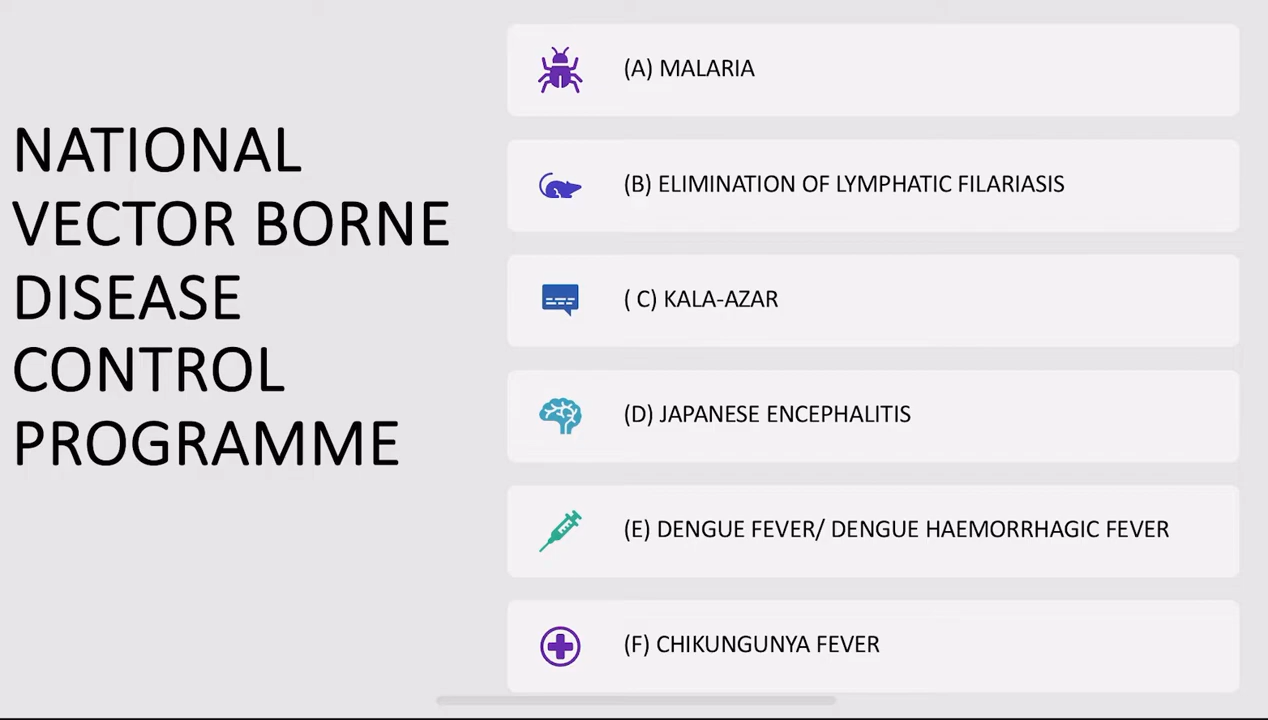 NATIONAL
VECTOR BORNE
DISEASE
CONTROL
PROGRAMME
(A) MALARIA
(B) ELIMINATION OF LYMPHATIC FILARIASIS
( C) KALA-AZAR
(D) JAPANESE ENCEPHALITIS
(E) DENGUE FEVER/ DENGUE HAEMORRHAGIC FEVER
(F) CHIKUNGUNYA FEVER